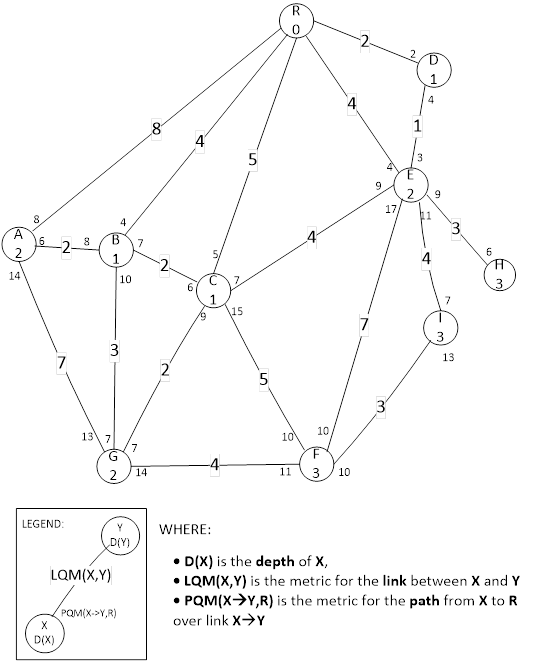 R
0
2
2
D
1
4
4
8
4
5
1
3
4
E
2
9
9
17
11
3
6
H
3
8
A
2
6
2
8
14
4
B
1
7
10
2
5
C
1
6
7
9
15
4
4
7
I
3
13
7
3
2
5
7
3
13
7
7
G
2
14
4
10
10
11
F
3
10
LEGEND:
Y
D(Y)
LQM(X,Y)
PQM(X->Y,R)
X
D(X)
WHERE:
• D(X) is the depth of X,
• LQM(X,Y) is the metric for the link between X and Y
• PQM(X→Y,R) is the metric for the path from X to R
over link X→Y